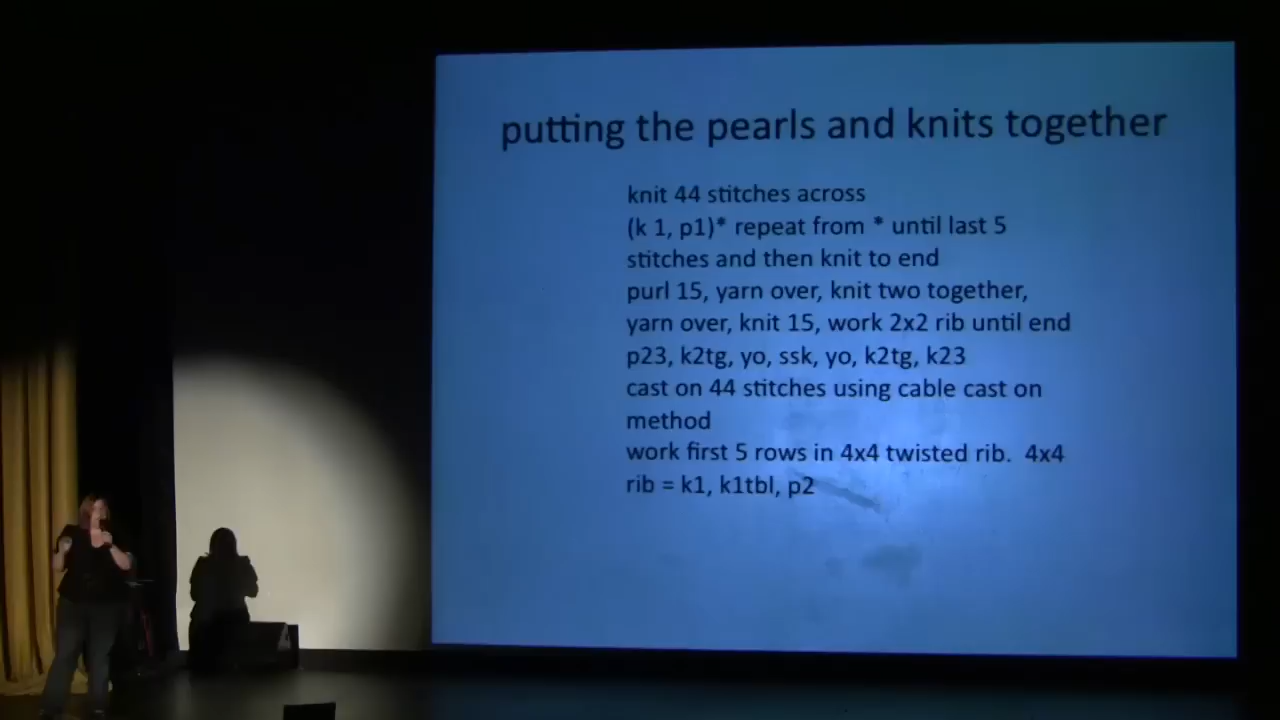 putting the pearls and knits together
knit 44 stitches across
(k 1, p1)* repeat from * until last 5
stitches and then knit to end
purl 15, yarn over, knit two together,
yarn over, knit 15, work 2x2 rib until end
p23, k2tg, yo, ssk, yo, k2tg, k23
cast on 44 stitches using cable cast on
method
work first 5 rows in 4x4 twisted rib.  4x4
rib = k1, k1tbl, p2